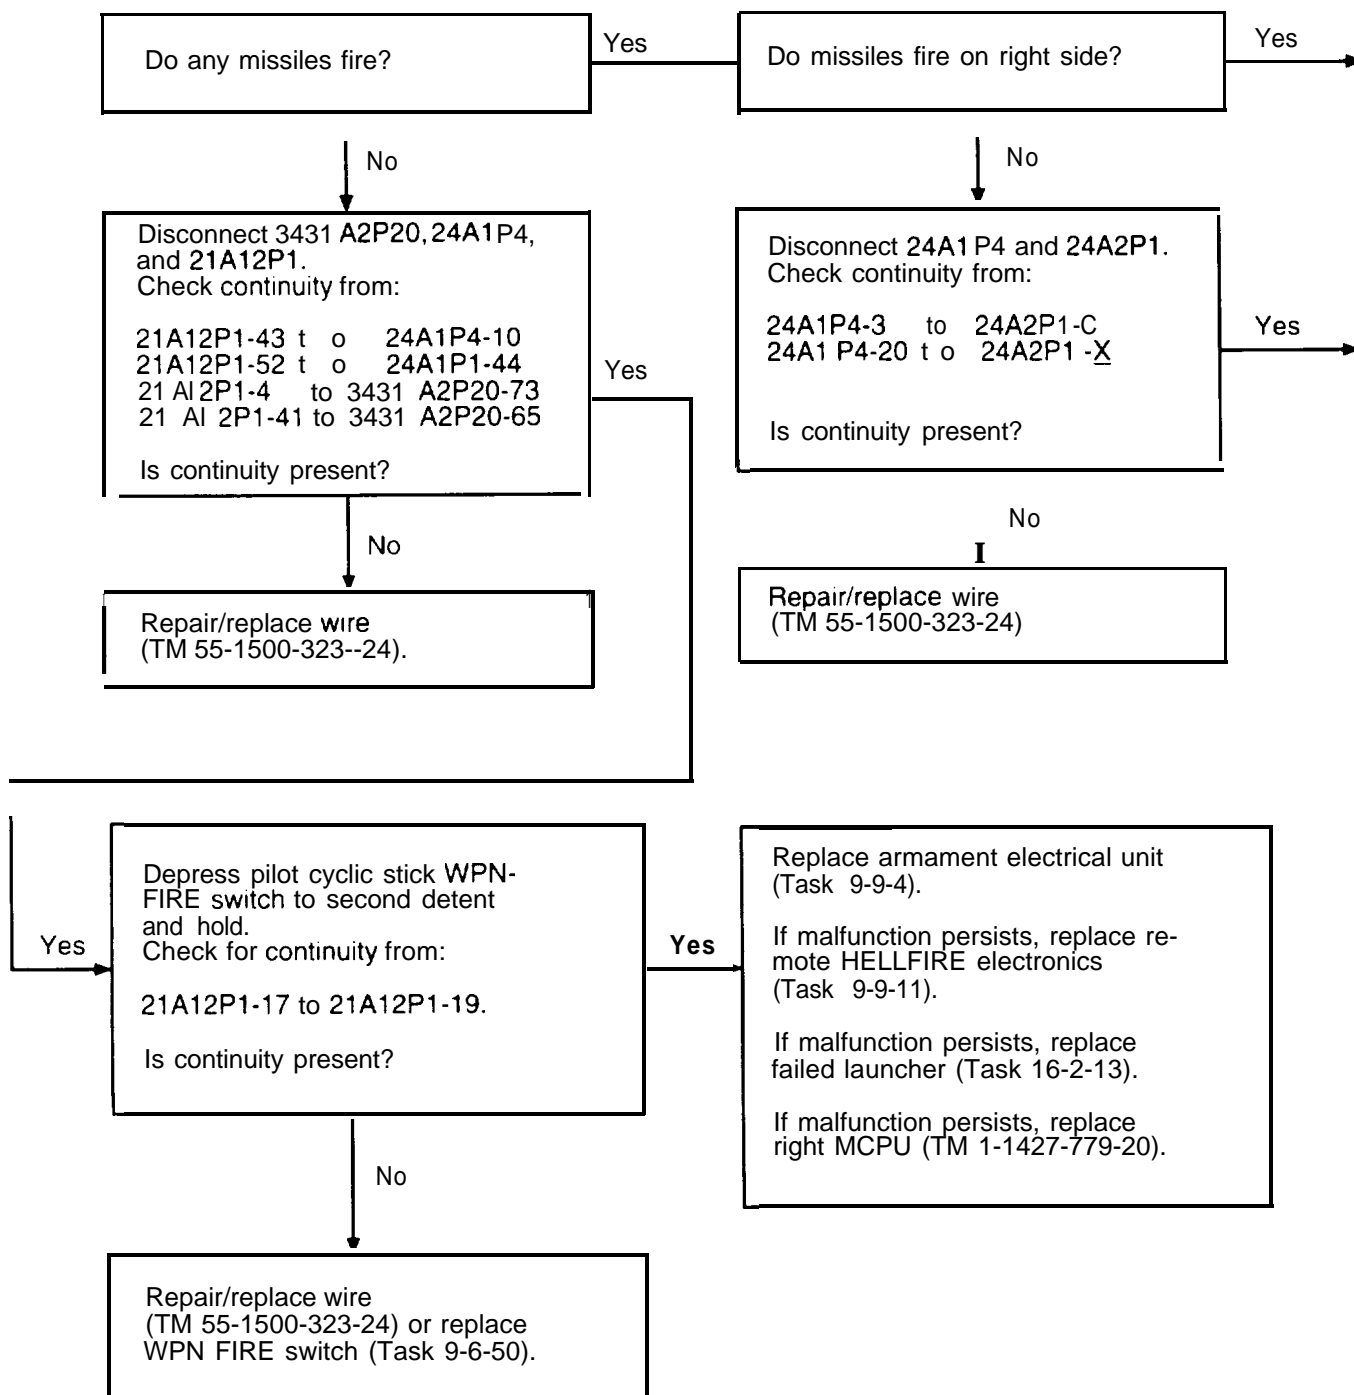 Do any missiles fire?
Yes
Do missiles fire on right side?
Yes
No
No
Disconnect 3431 A2P20, 24A1P4,
and 21A12P1.
Check continuity from:
21A12P1-43 t o 24A1P4-10
21A12P1-52 t o 24A1P1-44
21 Al 2P1-4 to 3431 A2P20-73
21 Al 2P1-41 to 3431 A2P20-65
Is continuity present?
Yes
Disconnect 24A1 P4 and 24A2P1.
Check continuity from:
24A1P4-3 to 24A2P1-C
24A1 P4-20 t o 24A2P1 -X
Is continuity present?
Yes
No
No
I
Repair/replace wire
(TM 55-1500-323--24).
Repair/replace wire
(TM 55-1500-323-24)
Yes
Depress pilot cyclic stick WPN-
FIRE switch to second detent
and hold.
Check for continuity from:
21A12P1-17 to 21A12P1-19.
Is continuity present?
Yes
Replace armament electrical unit
(Task 9-9-4).
If malfunction persists, replace re-
mote HELLFIRE electronics
(Task 9-9-11).
If malfunction persists, replace
failed launcher (Task 16-2-13).
If malfunction persists, replace
right MCPU (TM 1-1427-779-20).
No
Repair/replace wire
(TM 55-1500-323-24) or replace
WPN FIRE switch (Task 9-6-50).